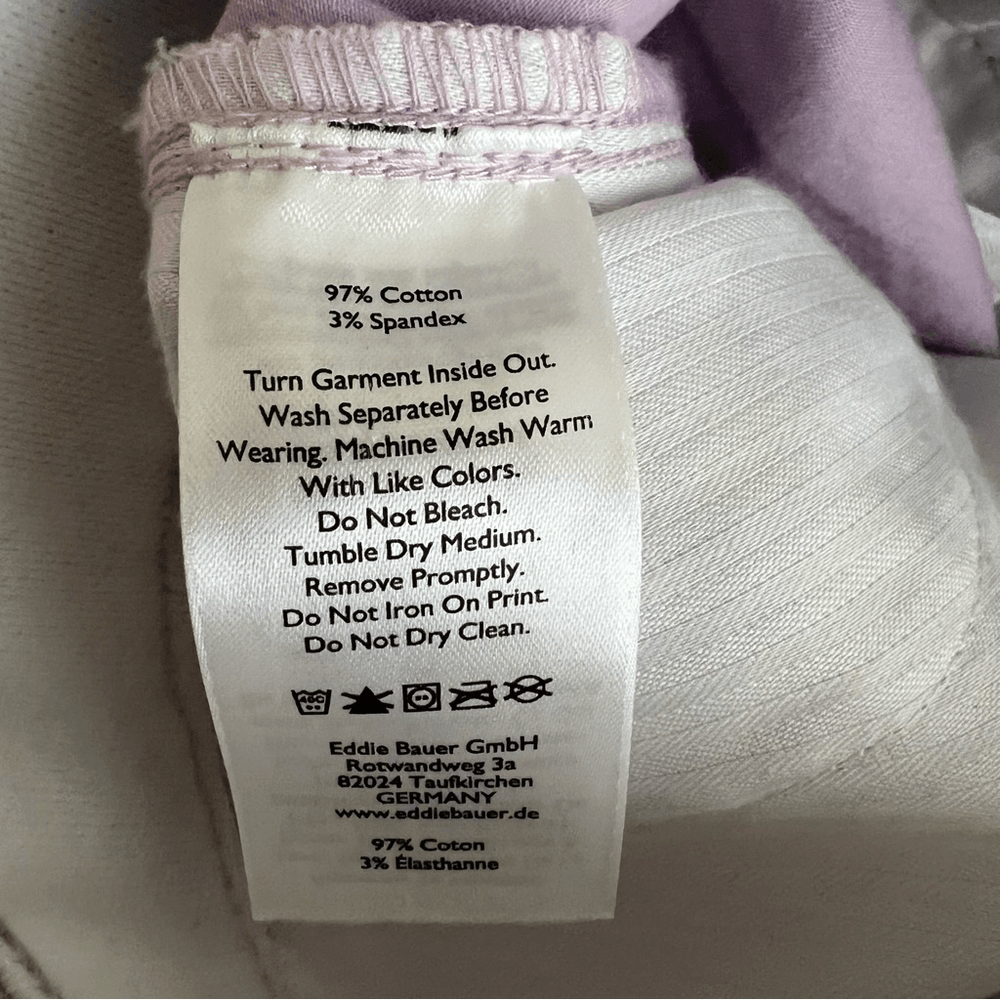 97% Cotton
3% Spandex
Turn Garment Inside Out.
Wash Separately Before
Wearing. Machine Wash Warm
With Like Colors.
Do Not Bleach.
Tumble Dry Medium.
Remove Promptly.
Do Not Iron On Print.
Do Not Dry Clean.
40C
Eddie Bauer GmbH
Rotwandweg 3a
82024 Taufkirchen
GERMANY
www.eddiebauer.de
97% Coton
3% Élasthanne